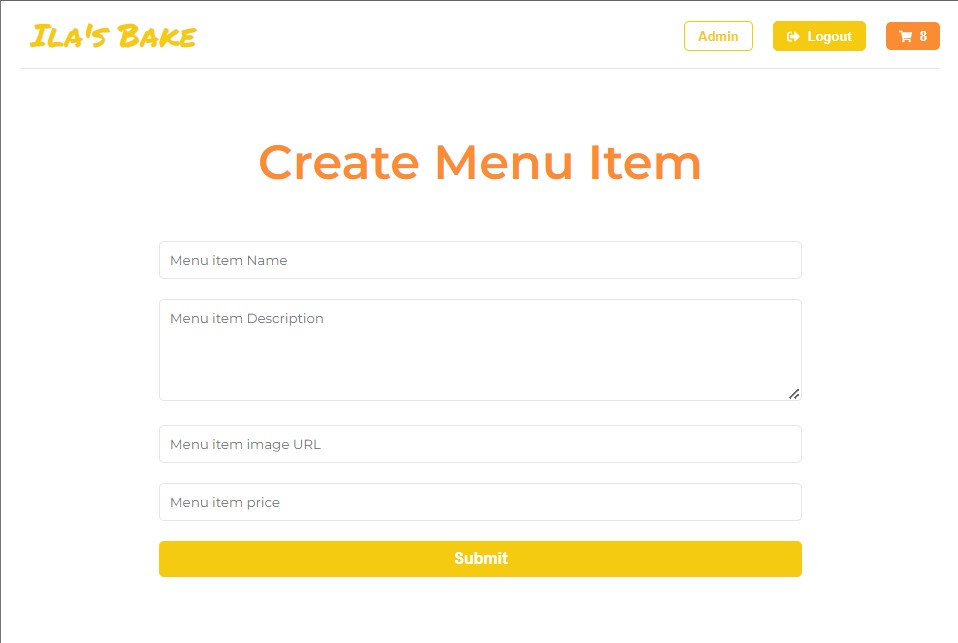 Ila's Bake
Admin
Logout
8
Create Menu Item
Menu item Name
Menu item Description
Menu item image URL
Menu item price
Submit